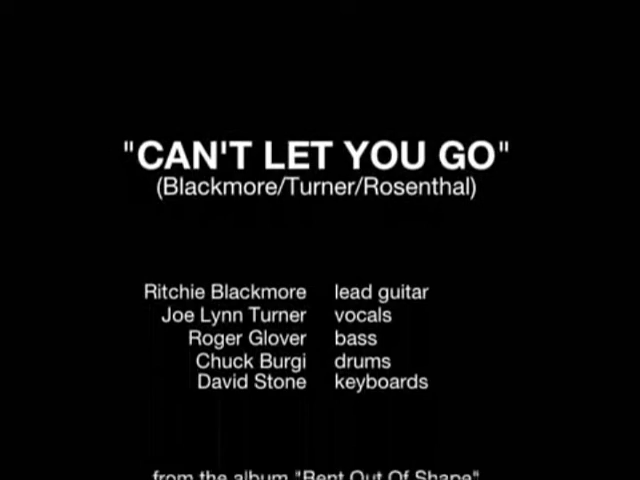 "CAN'T LET YOU GO"
(Blackmore/Turner/Rosenthal)
Ritchie Blackmore lead guitar
Joe Lynn Turner vocals
Roger Glover bass
Chuck Burgi drums
David Stone keyboards
from the album "Bent Out Of Shape"